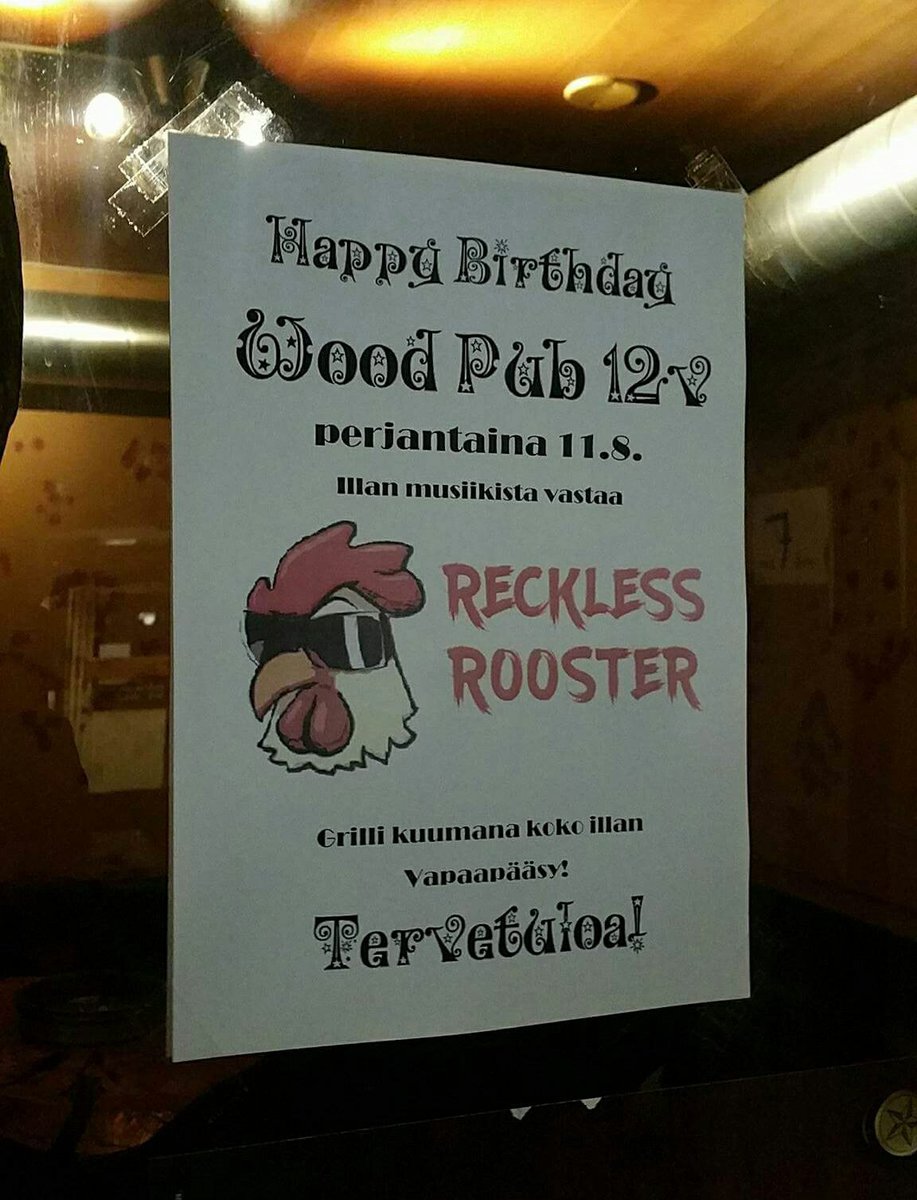 Happy Birthday
Wood Pub 12v
perjantaina 11.8.
Illan musiikista vastaa
RECKLESS
ROOSTER
Grilli kuumana koko illan
Vapaapääsy!
Tervetuloa!
7